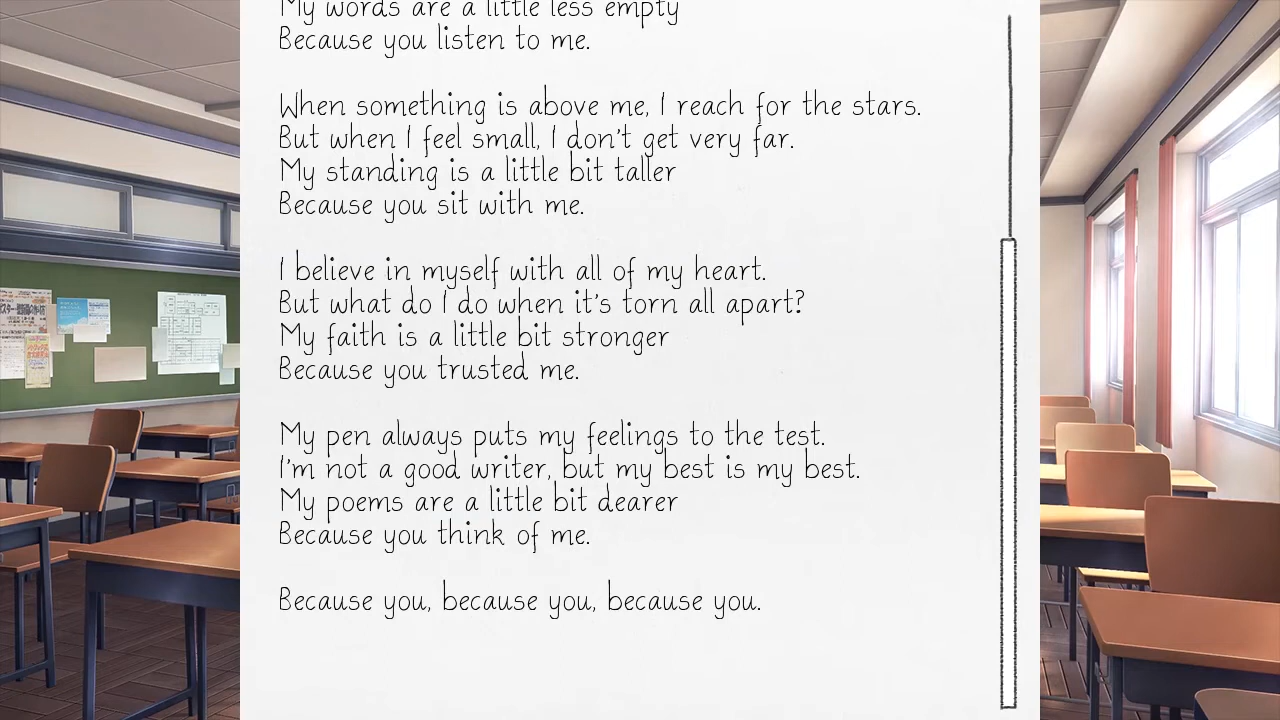 My words are a little less empty
Because you listen to me.
When something is above me, I reach for the stars.
But when I feel small, I don't get very far.
My standing is a little bit taller
Because you sit with me.
I believe in myself with all of my heart.
But what do I do when it's torn all apart?
My faith is a little bit stronger
Because you trusted me.
My pen always puts my feelings to the test.
I'm not a good writer, but my best is my best.
My poems are a little bit dearer
Because you think of me.
Because you, because you, because you.